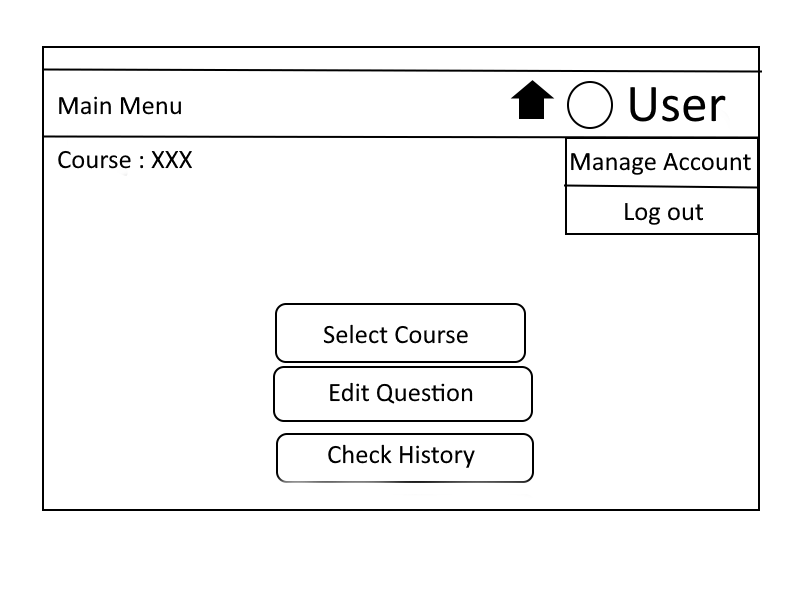 Main Menu
User
Course : XXX
Manage Account
Log out
Select Course
Edit Question
Check History